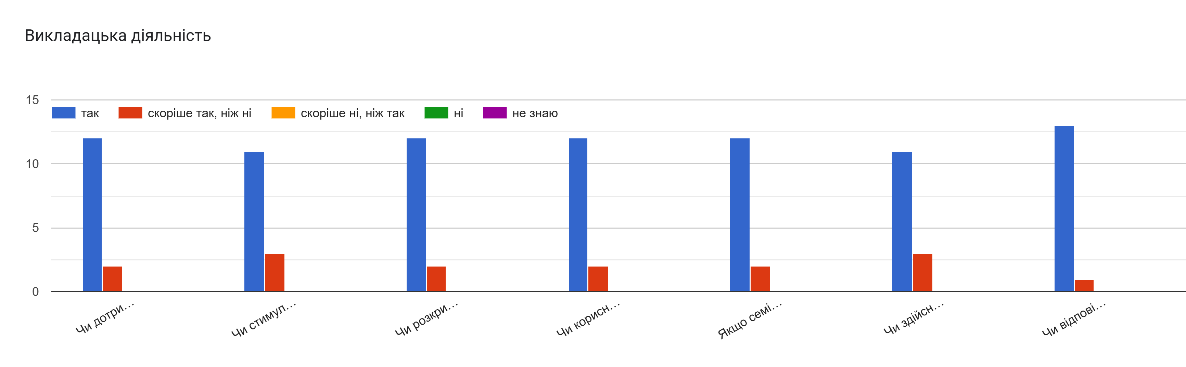 Викладацька діяльність
15
так
скоріше так, ніж ні
скоріше ні, ніж так
ні
не знаю
10
5
0
Чи дотри…
Чи стимул…
Чи розкри…
Чи корисн…
Якщо семі…
Чи здійсн…
Чи відпові…